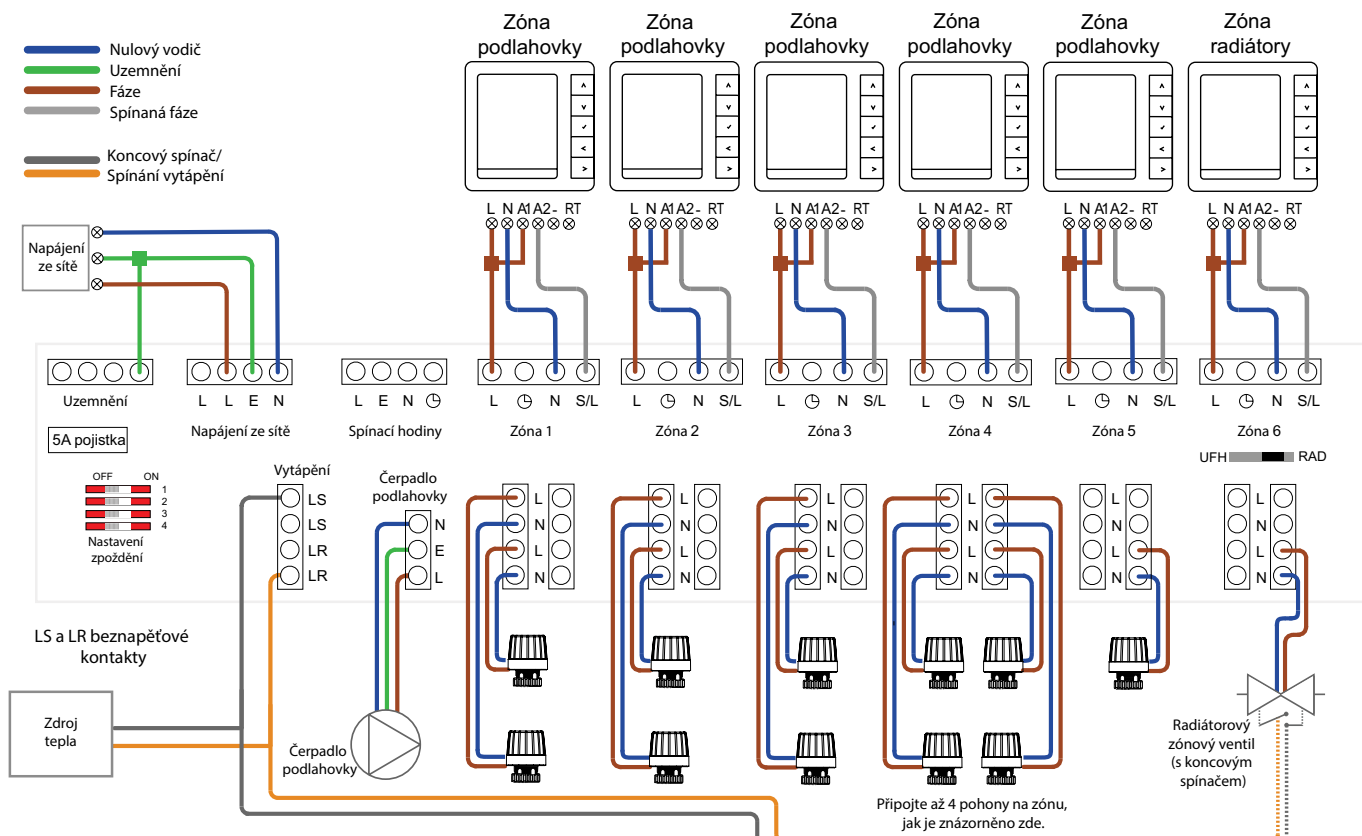 Nulový vodič
Uzemnění
Fáze
Spínaná fáze
Koncový spínač/
Spínání vytápění
Zóna
podlahovky
Zóna
podlahovky
Zóna
podlahovky
Zóna
podlahovky
Zóna
podlahovky
Zóna
radiátory
L N A1 A2 - RT
L N A1 A2 - RT
L N A1 A2 - RT
L N A1 A2 - RT
L N A1 A2 - RT
L N A1 A2 - RT
Napájení
ze sítě
Uzemnění
L L E N
Napájení ze sítě
L E N
Spínací hodiny
L N S/L
Zóna 1
L N S/L
Zóna 2
L N S/L
Zóna 3
L N S/L
Zóna 4
L N S/L
Zóna 5
L N S/L
Zóna 6
UFH RAD
5A pojistka
OFF ON
1
2
3
4
Nastavení
zpoždění
Vytápění
LS
LS
LR
LR
Čerpadlo
podlahovky
N
E
L
L
N
L
N
L
N
L
N
L
N
L
N
L
N
L
N
L
N
L
N
L
N
L
N
LS a LR beznapěťové
kontakty
Zdroj
tepla
Čerpadlo
podlahovky
Připojte až 4 pohony na zónu,
jak je znázorněno zde.
Radiátorový
zónový ventil
(s koncovým
spínačem)